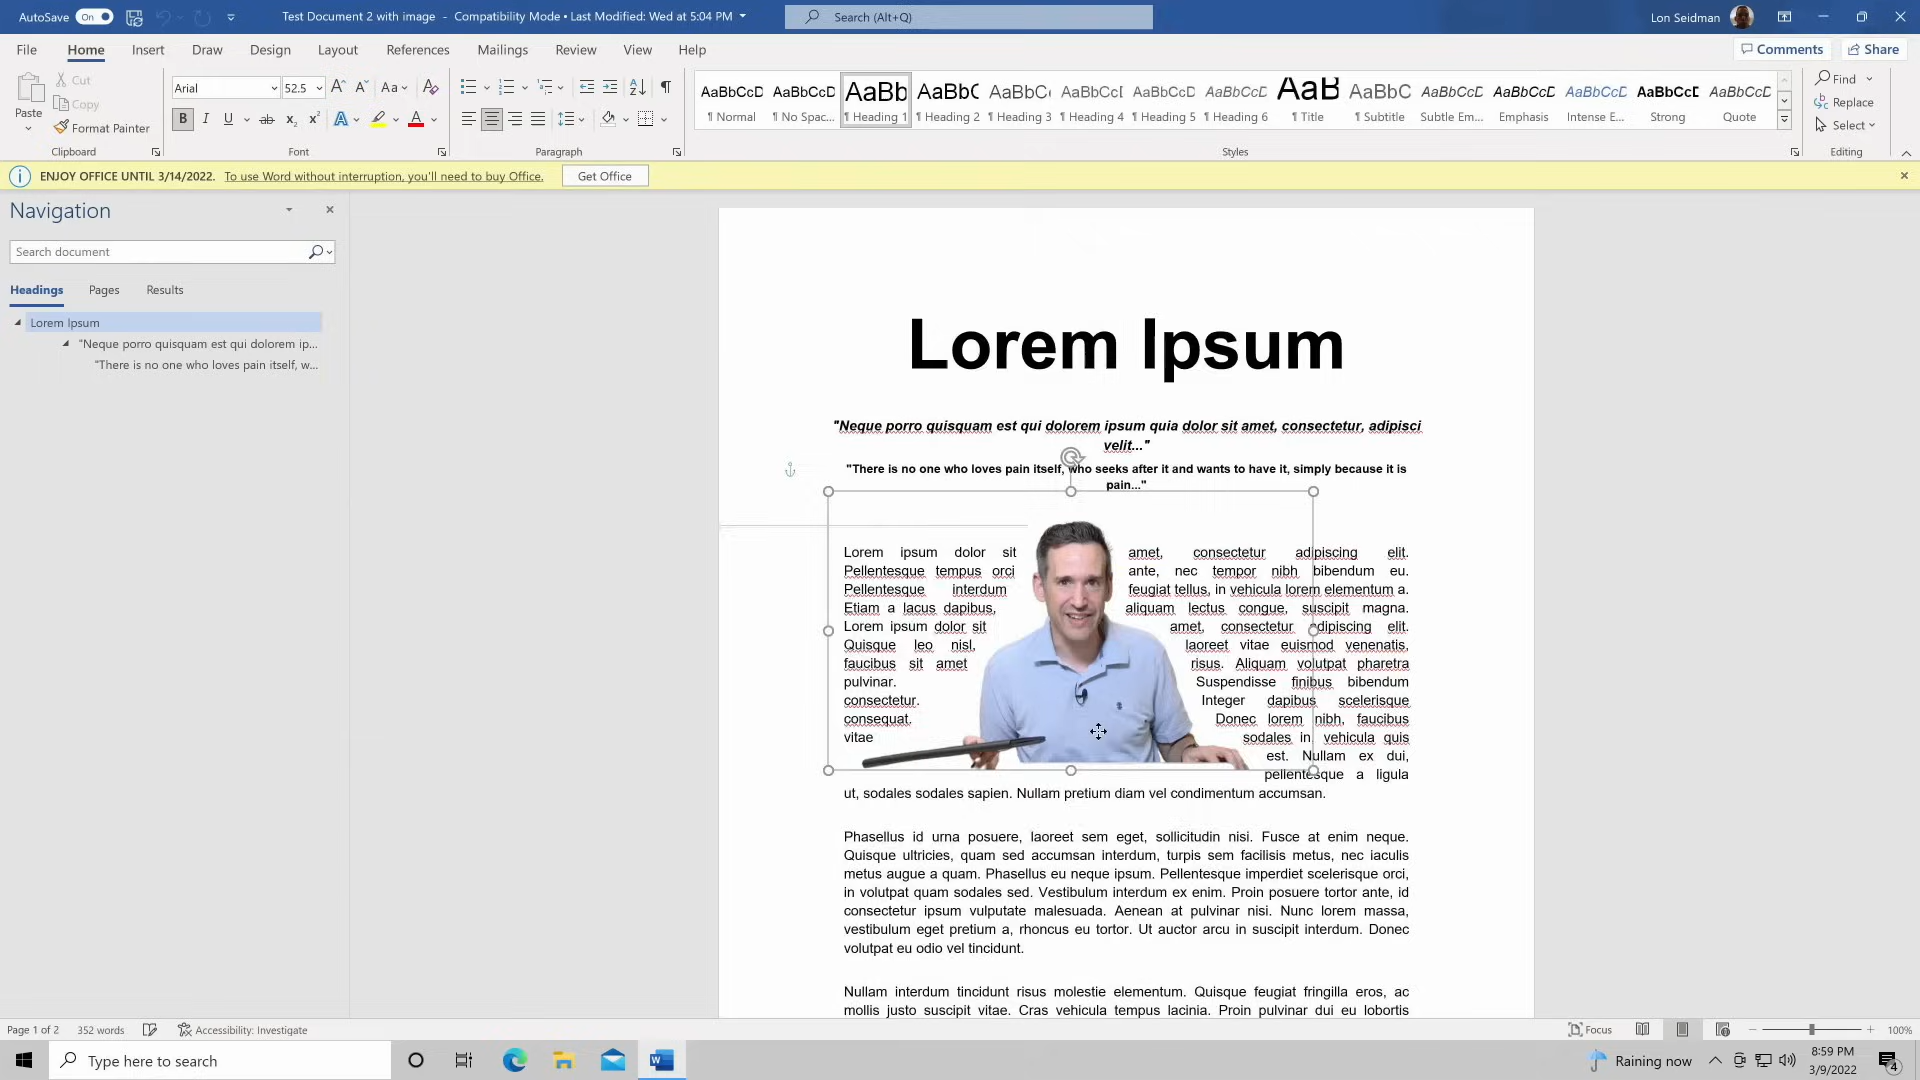 AutoSave On Test Document 2 with image - Compatibility Mode • Last Modified: Wed at 5:04 PM Search (Alt+Q) Lon Seidman
File Home Insert Draw Design Layout References Mailings Review View Help Comments Share
Paste Cut Copy Format Painter
Arial 52.5
AaBbCcD AaBbCcD AaBb AaBbC AaBbCc AaBbCcD AaBbCcD AaBbCcD AaB AaBbCc AaBbCcD AaBbCcD AaBbCcD AaBbCcD AaBbCcD
¶ Normal ¶ No Spac... ¶ Heading 1 ¶ Heading 2 ¶ Heading 3 ¶ Heading 4 ¶ Heading 5 ¶ Heading 6 ¶ Title ¶ Subtitle Subtle Em... Emphasis Intense E... Strong Quote
Find
Replace
Select
Clipboard Font Paragraph Styles Editing
ENJOY OFFICE UNTIL 3/14/2022. To use Word without interruption, you'll need to buy Office. Get Office
Navigation
Search document
Headings Pages Results
Lorem Ipsum
"Neque porro quisquam est qui dolorem ip...
"There is no one who loves pain itself, w...
Lorem Ipsum
"Neque porro quisquam est qui dolorem ipsum quia dolor sit amet, consectetur, adipisci
velit..."
"There is no one who loves pain itself, who seeks after it and wants to have it, simply because it is
pain..."
Lorem ipsum dolor sit amet, consectetur adipiscing elit.
Pellentesque tempus orci ante, nec tempor nibh bibendum eu.
Pellentesque interdum feugiat tellus, in vehicula lorem elementum a.
Etiam a lacus dapibus, aliquam lectus congue, suscipit magna.
Lorem ipsum dolor sit amet, consectetur adipiscing elit.
Quisque leo nisl, laoreet vitae euismod venenatis,
faucibus sit amet risus. Aliquam volutpat pharetra
pulvinar. Suspendisse finibus bibendum
consectetur. Integer dapibus scelerisque
consequat. Donec lorem nibh, faucibus
vitae sodales in, vehicula quis
est. Nullam ex dui,
pellentesque a ligula
ut, sodales sodales sapien. Nullam pretium diam vel condimentum accumsan.
Phasellus id urna posuere, laoreet sem eget, sollicitudin nisi. Fusce at enim neque.
Quisque ultricies, quam sed accumsan interdum, turpis sem facilisis metus, nec iaculis
metus augue a quam. Phasellus eu neque ipsum. Pellentesque imperdiet scelerisque orci,
in volutpat quam sodales sed. Vestibulum interdum ex enim. Proin posuere tortor ante, id
consectetur ipsum vulputate malesuada. Aenean at pulvinar nisi. Nunc lorem massa,
vestibulum eget pretium a, rhoncus eu tortor. Ut auctor arcu in suscipit interdum. Donec
volutpat eu odio vel tincidunt.
Nullam interdum tincidunt risus molestie elementum. Quisque feugiat fringilla eros, ac
mollis justo suscipit vitae. Cras vehicula tempus lacinia. Proin pulvinar dui eu lobortis
Page 1 of 2 352 words Accessibility: Investigate Focus 100%
Type here to search Raining now 8:59 PM
3/9/2022 4